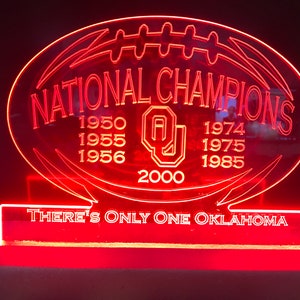 NATIONAL CHAMPIONS
1950 OU 1974
1955 1975
1956 1985
2000
THERE'S ONLY ONE OKLAHOMA